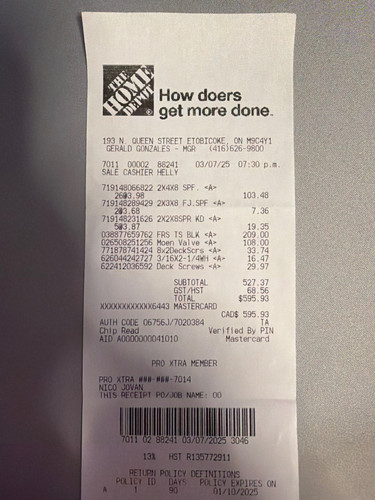 THE
HOME
DEPOT
How doers
get more done™
193 N. QUEEN STREET ETOBICOKE, ON M9C4Y1
GERALD GONZALES - MGR (416)626-9800
7011 00002 88241 03/07/25 07:30 p.m.
SALE CASHIER HELLY
719148066822 2X4X8 SPF. <A>
26@3.98 103.48
719148289429 2X3X8 FJ.SPF <A>
2@3.68 7.36
719148231626 2X2X8SPR KD <A>
5@3.87 19.35
038877659762 FRS TS BLK <A> 209.00
026508251256 Moen Valve <A> 108.00
771878741424 8x2DeckScrs <A> 33.74
626044242727 3/16X2-1/4WH <A> 16.47
622412036592 Deck Screws <A> 29.97
SUBTOTAL 527.37
GST/HST 68.56
TOTAL $595.93
XXXXXXXXXXXX6443 MASTERCARD
CAD$ 595.93
AUTH CODE 06756J/7020384 TA
Chip Read Verified By PIN
AID A0000000041010 Mastercard
PRO XTRA MEMBER
PRO XTRA ###-###-7014
NICO JOVAN
THIS RECEIPT PO/JOB NAME: 00
7011 02 88241 03/07/2025 3046
13% HST R135772911
RETURN POLICY DEFINITIONS
POLICY ID DAYS POLICY EXPIRES ON
A 1 90 01/10/2025